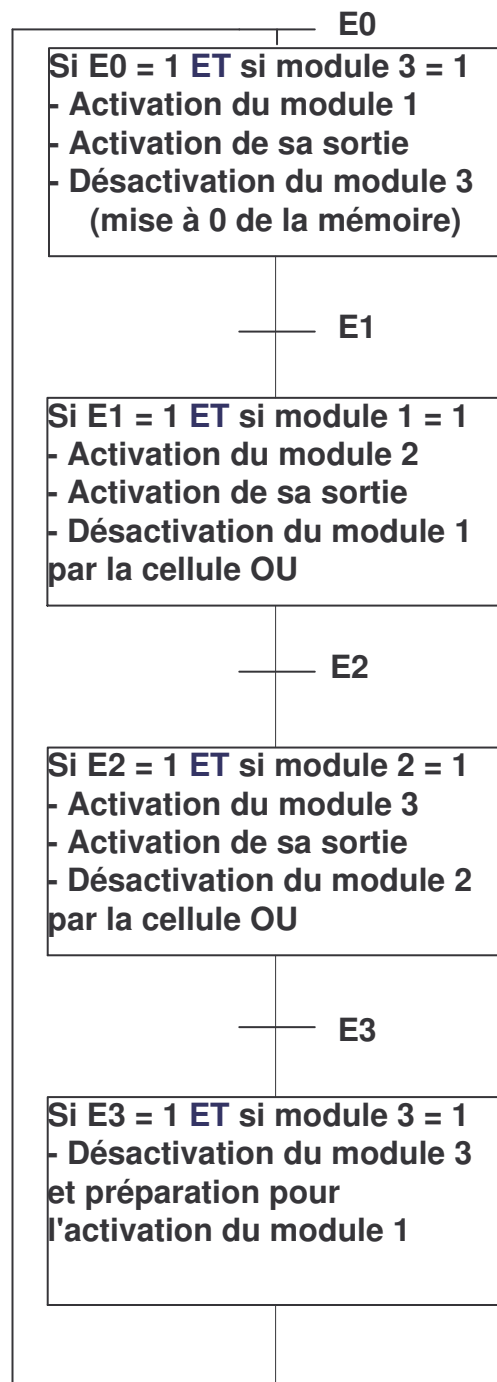 E0
Si E0 = 1 ET si module 3 = 1
- Activation du module 1
- Activation de sa sortie
- Désactivation du module 3
(mise à 0 de la mémoire)
E1
Si E1 = 1 ET si module 1 = 1
- Activation du module 2
- Activation de sa sortie
- Désactivation du module 1
par la cellule OU
E2
Si E2 = 1 ET si module 2 = 1
- Activation du module 3
- Activation de sa sortie
- Désactivation du module 2
par la cellule OU
E3
Si E3 = 1 ET si module 3 = 1
- Désactivation du module 3
et préparation pour
l'activation du module 1